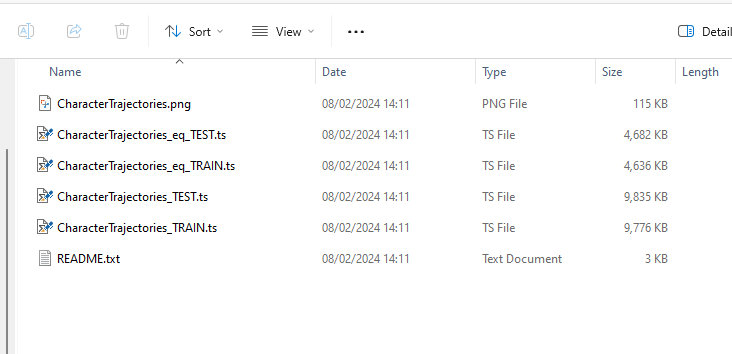 Sort View ... Detail
Name Date Type Size Length
CharacterTrajectories.png 08/02/2024 14:11 PNG File 115 KB
CharacterTrajectories_eq_TEST.ts 08/02/2024 14:11 TS File 4,682 KB
CharacterTrajectories_eq_TRAIN.ts 08/02/2024 14:11 TS File 4,636 KB
CharacterTrajectories_TEST.ts 08/02/2024 14:11 TS File 9,835 KB
CharacterTrajectories_TRAIN.ts 08/02/2024 14:11 TS File 9,776 KB
README.txt 08/02/2024 14:11 Text Document 3 KB